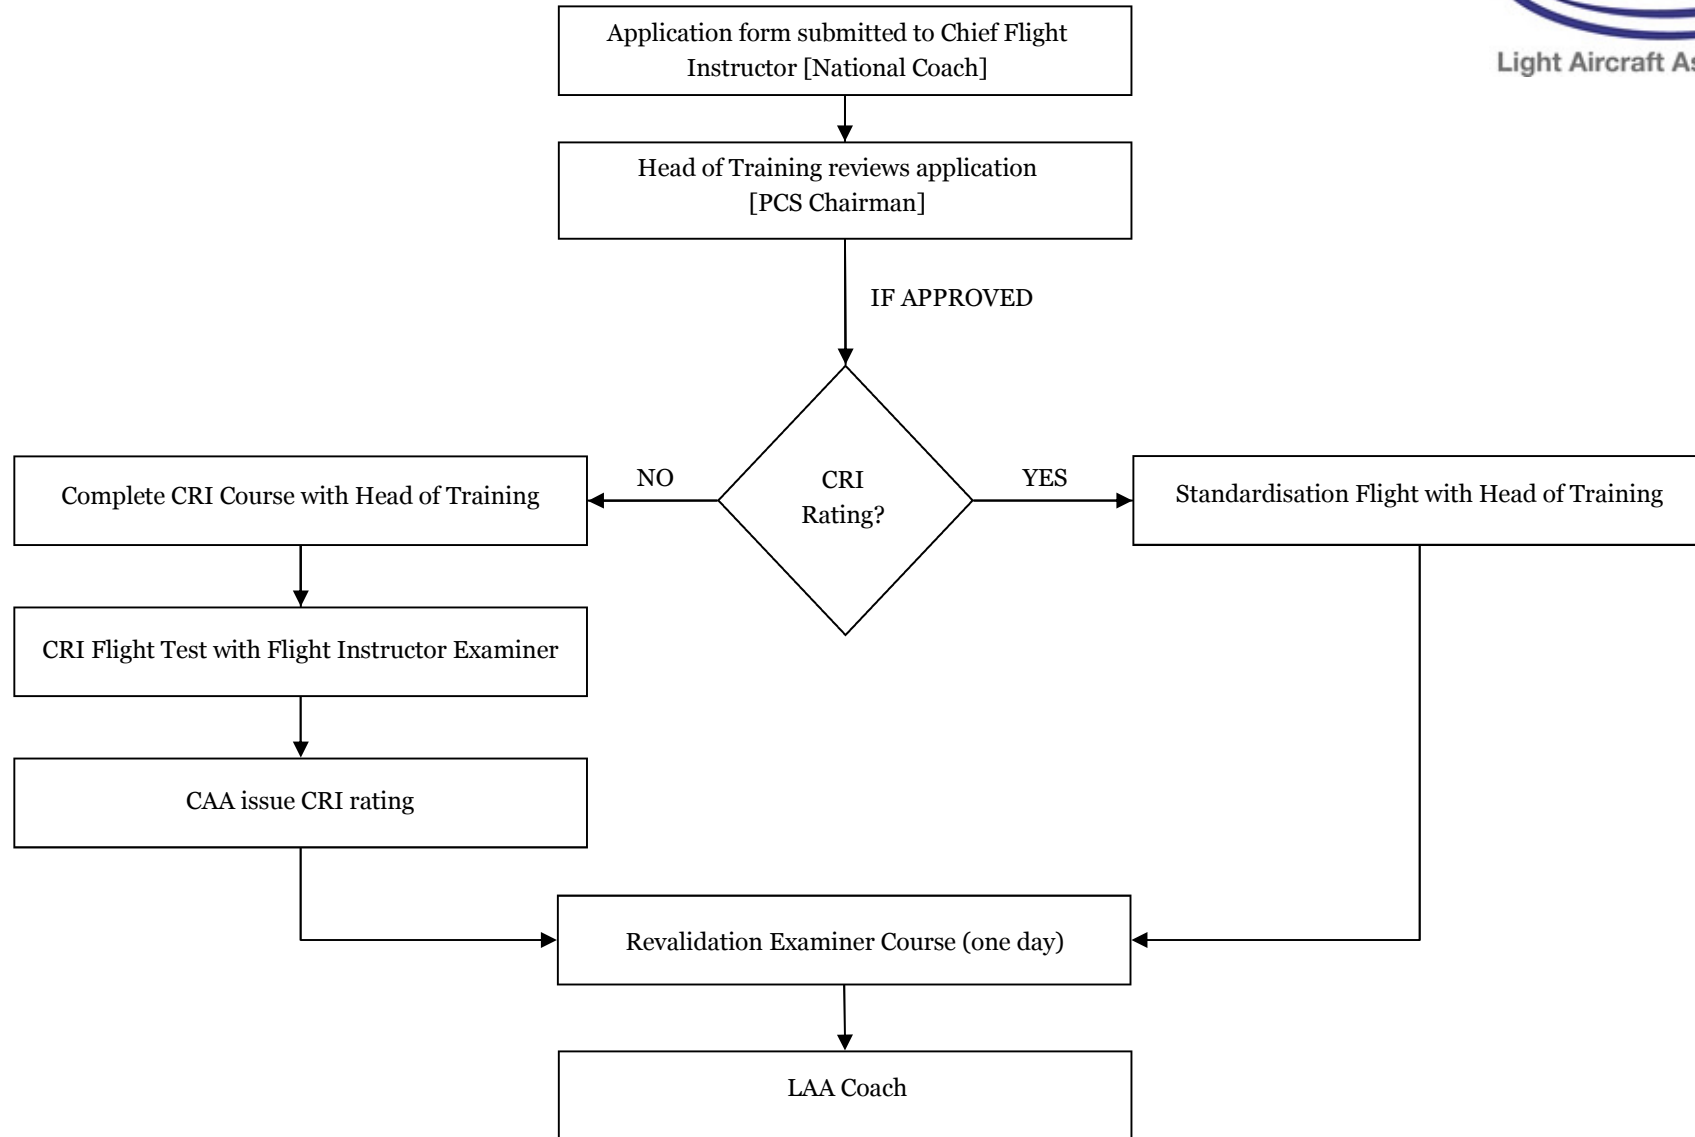 Application form submitted to Chief Flight
Instructor [National Coach]
Light Aircraft As
Head of Training reviews application
[PCS Chairman]
IF APPROVED
NO
CRI
Rating?
YES
Complete CRI Course with Head of Training
Standardisation Flight with Head of Training
CRI Flight Test with Flight Instructor Examiner
CAA issue CRI rating
Revalidation Examiner Course (one day)
LAA Coach